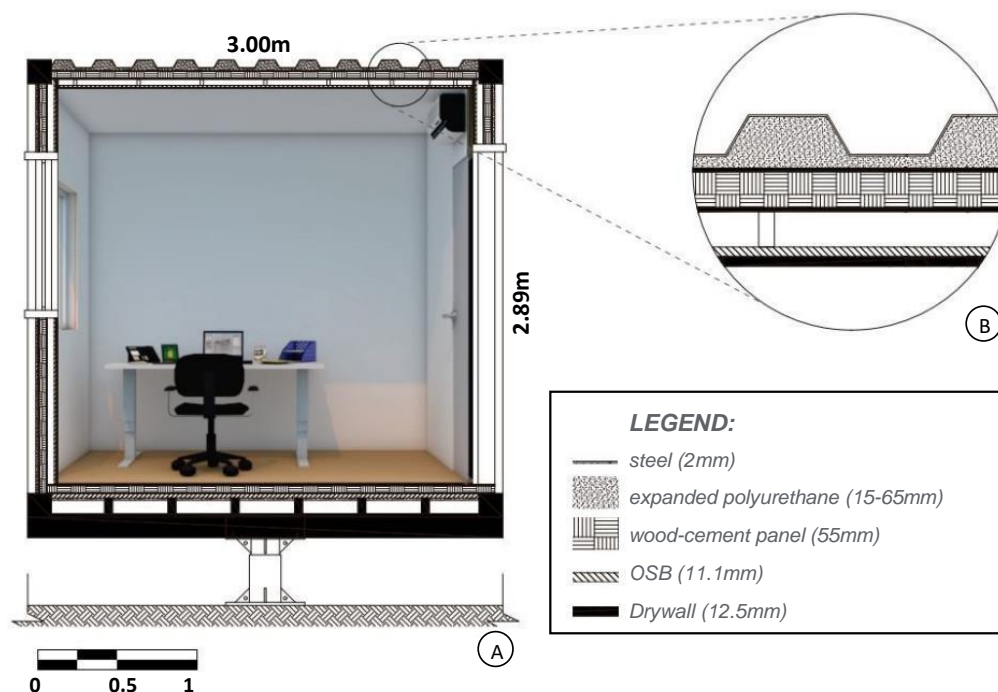 3.00m
2.89m
B
LEGEND:
steel (2mm)
expanded polyurethane (15-65mm)
wood-cement panel (55mm)
OSB (11.1mm)
Drywall (12.5mm)
A
0 0.5 1